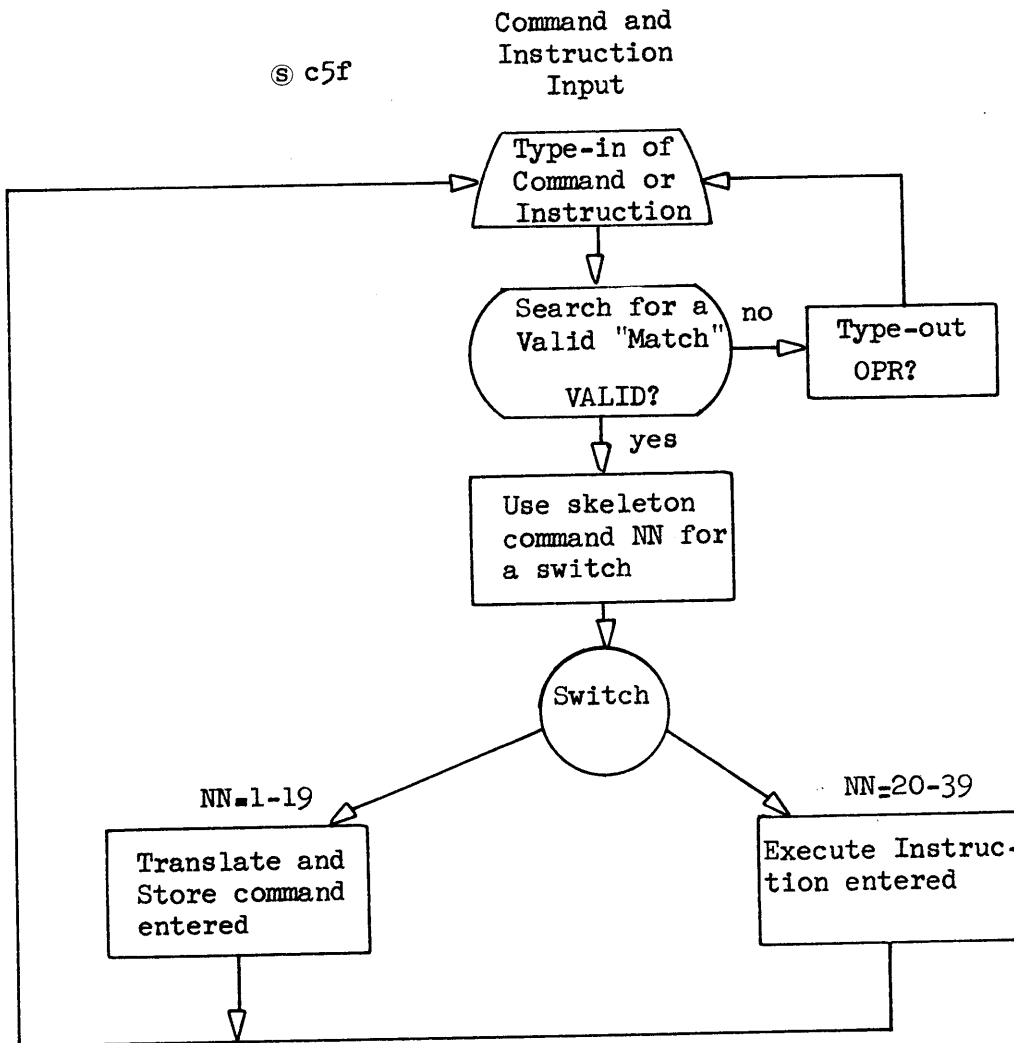 Command and
Instruction
Input
Ⓢ c5f
Type-in of
Command or
Instruction
Search for a
Valid "Match"
VALID?
no
Type-out
OPR?
yes
Use skeleton
command NN for
a switch
Switch
NN=1-19
NN=20-39
Translate and
Store command
entered
Execute Instruc-
tion entered